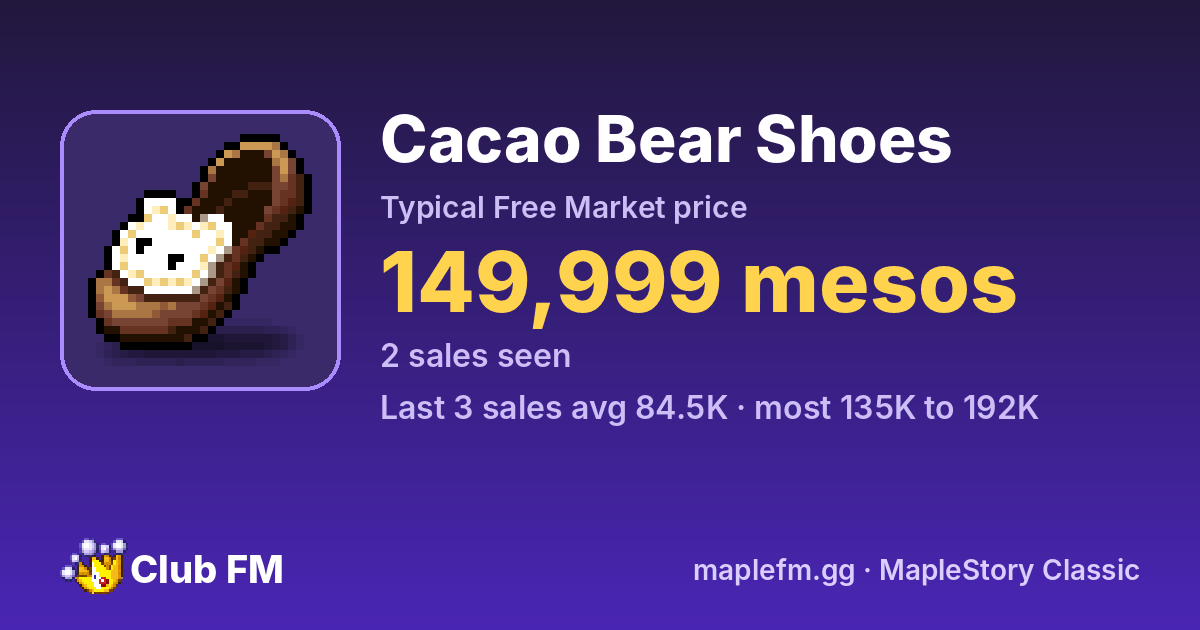 Cacao Bear Shoes
Typical Free Market price
149,999 mesos
2 sales seen
Last 3 sales avg 84.5K · most 135K to 192K
Club FM
maplefm.gg · MapleStory Classic